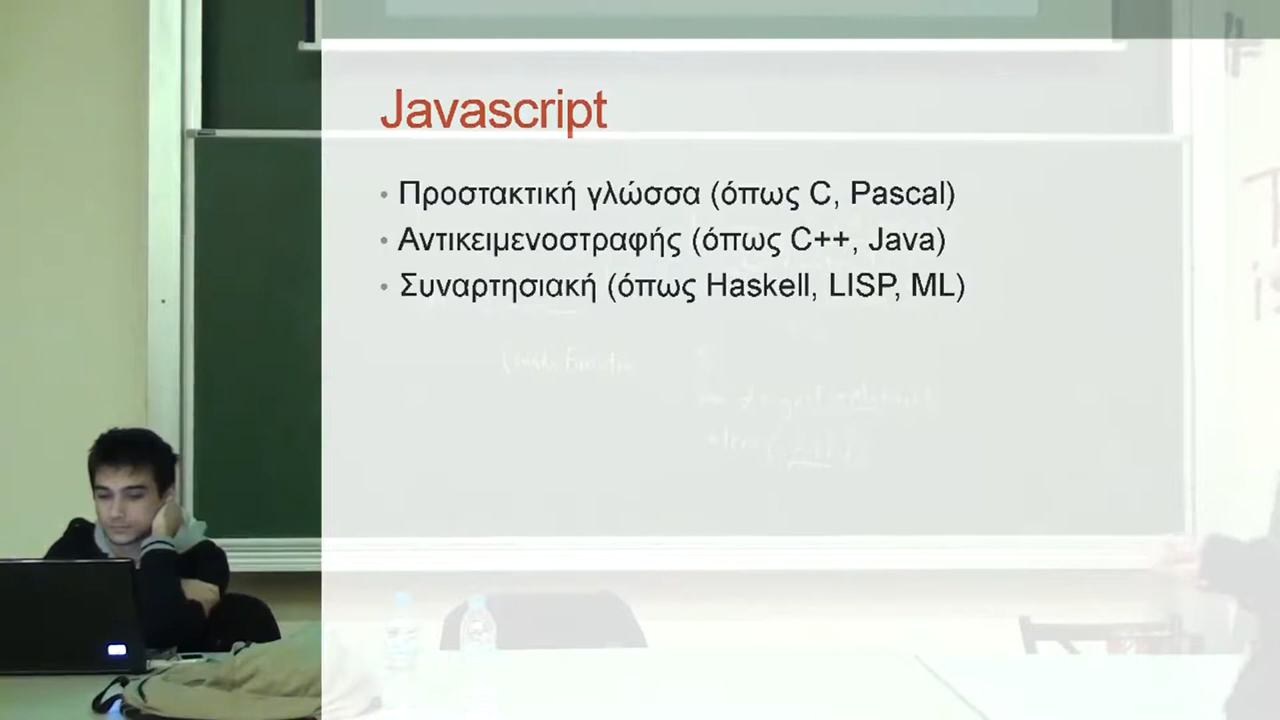 Javascript
• Προστακτική γλώσσα (όπως C, Pascal)
• Αντικειμενοστραφής (όπως C++, Java)
• Συναρτησιακή (όπως Haskell, LISP, ML)